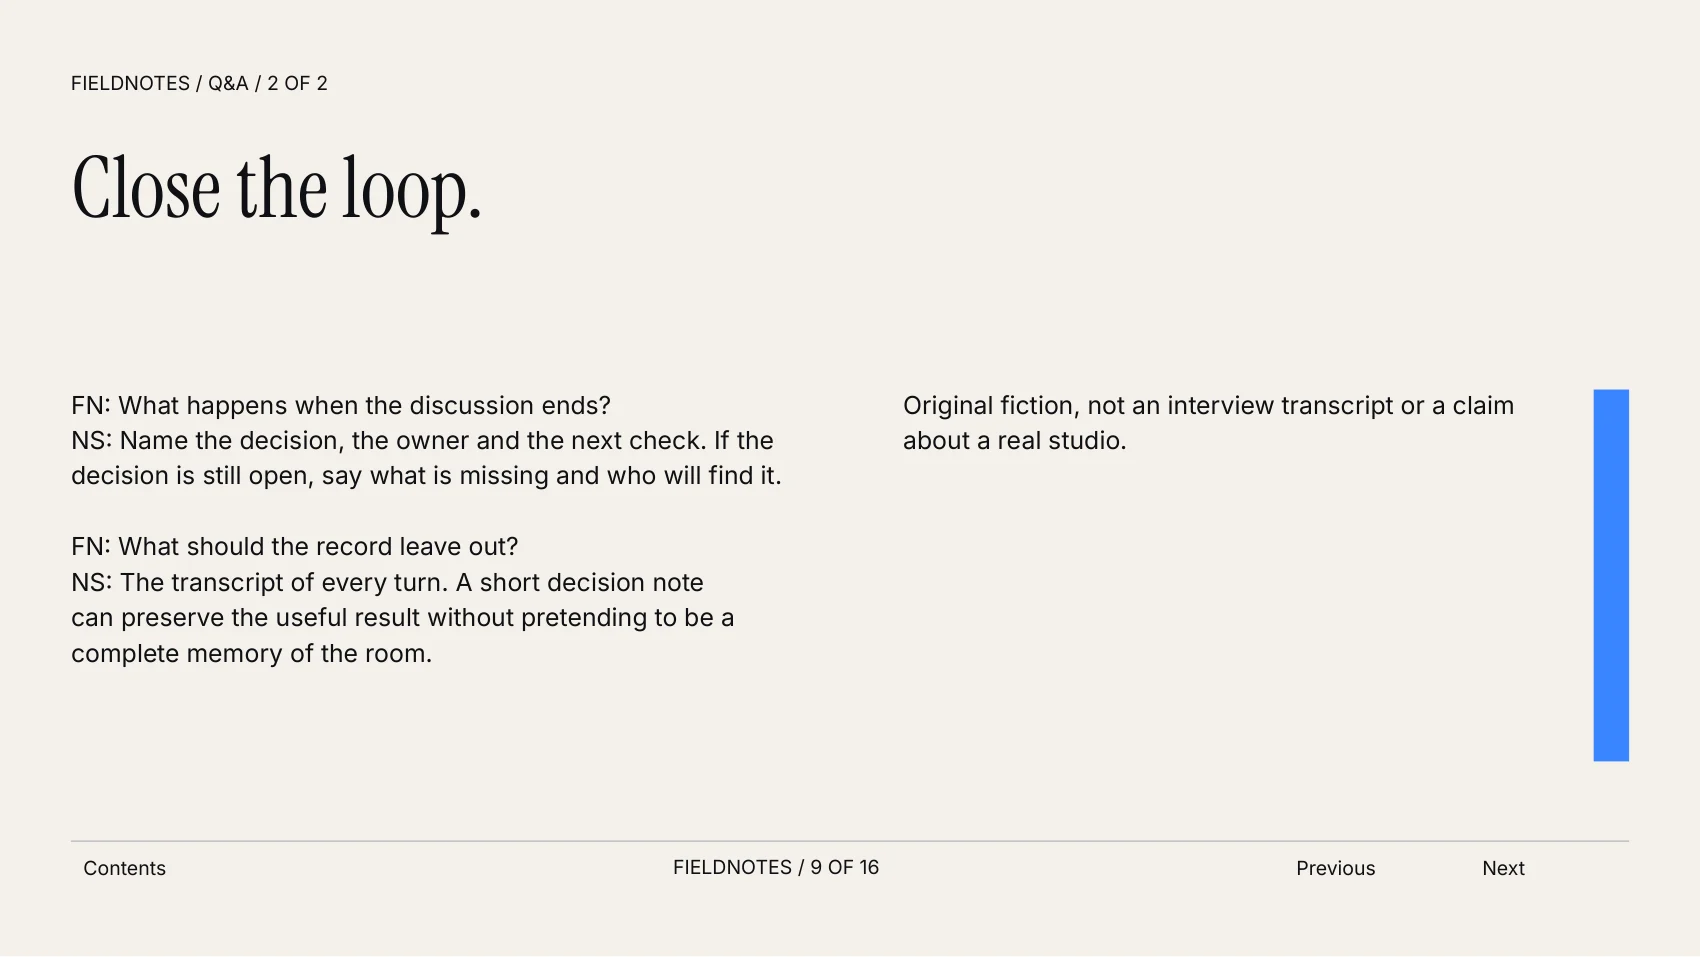 FIELDNOTES / Q&A / 2 OF 2
Close the loop.
FN: What happens when the discussion ends?
NS: Name the decision, the owner and the next check. If the
decision is still open, say what is missing and who will find it.
FN: What should the record leave out?
NS: The transcript of every turn. A short decision note
can preserve the useful result without pretending to be a
complete memory of the room.
Original fiction, not an interview transcript or a claim
about a real studio.
Contents
FIELDNOTES / 9 OF 16
Previous
Next